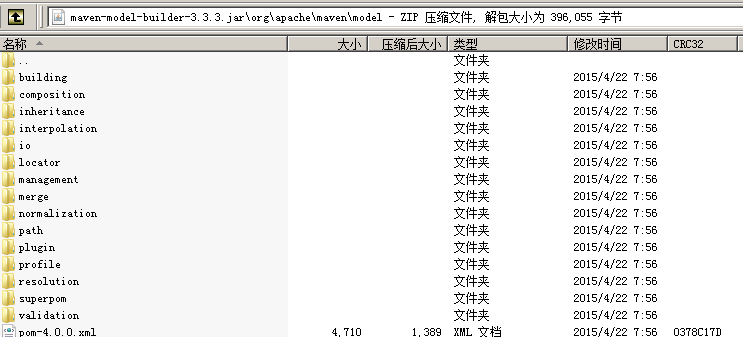 maven-model-builder-3.3.3.jar\org\apache\maven\model - ZIP 压缩文件, 解包大小为 396,055 字节
名称 大小 压缩后大小 类型 修改时间 CRC32
.. 文件夹
building 文件夹 2015/4/22 7:56
composition 文件夹 2015/4/22 7:56
inheritance 文件夹 2015/4/22 7:56
interpolation 文件夹 2015/4/22 7:56
io 文件夹 2015/4/22 7:56
locator 文件夹 2015/4/22 7:56
management 文件夹 2015/4/22 7:56
merge 文件夹 2015/4/22 7:56
normalization 文件夹 2015/4/22 7:56
path 文件夹 2015/4/22 7:56
plugin 文件夹 2015/4/22 7:56
profile 文件夹 2015/4/22 7:56
resolution 文件夹 2015/4/22 7:56
superpom 文件夹 2015/4/22 7:56
validation 文件夹 2015/4/22 7:56
pom-4.0.0.xml 4,710 1,389 XML 文档 2015/4/22 7:56 0378C17D